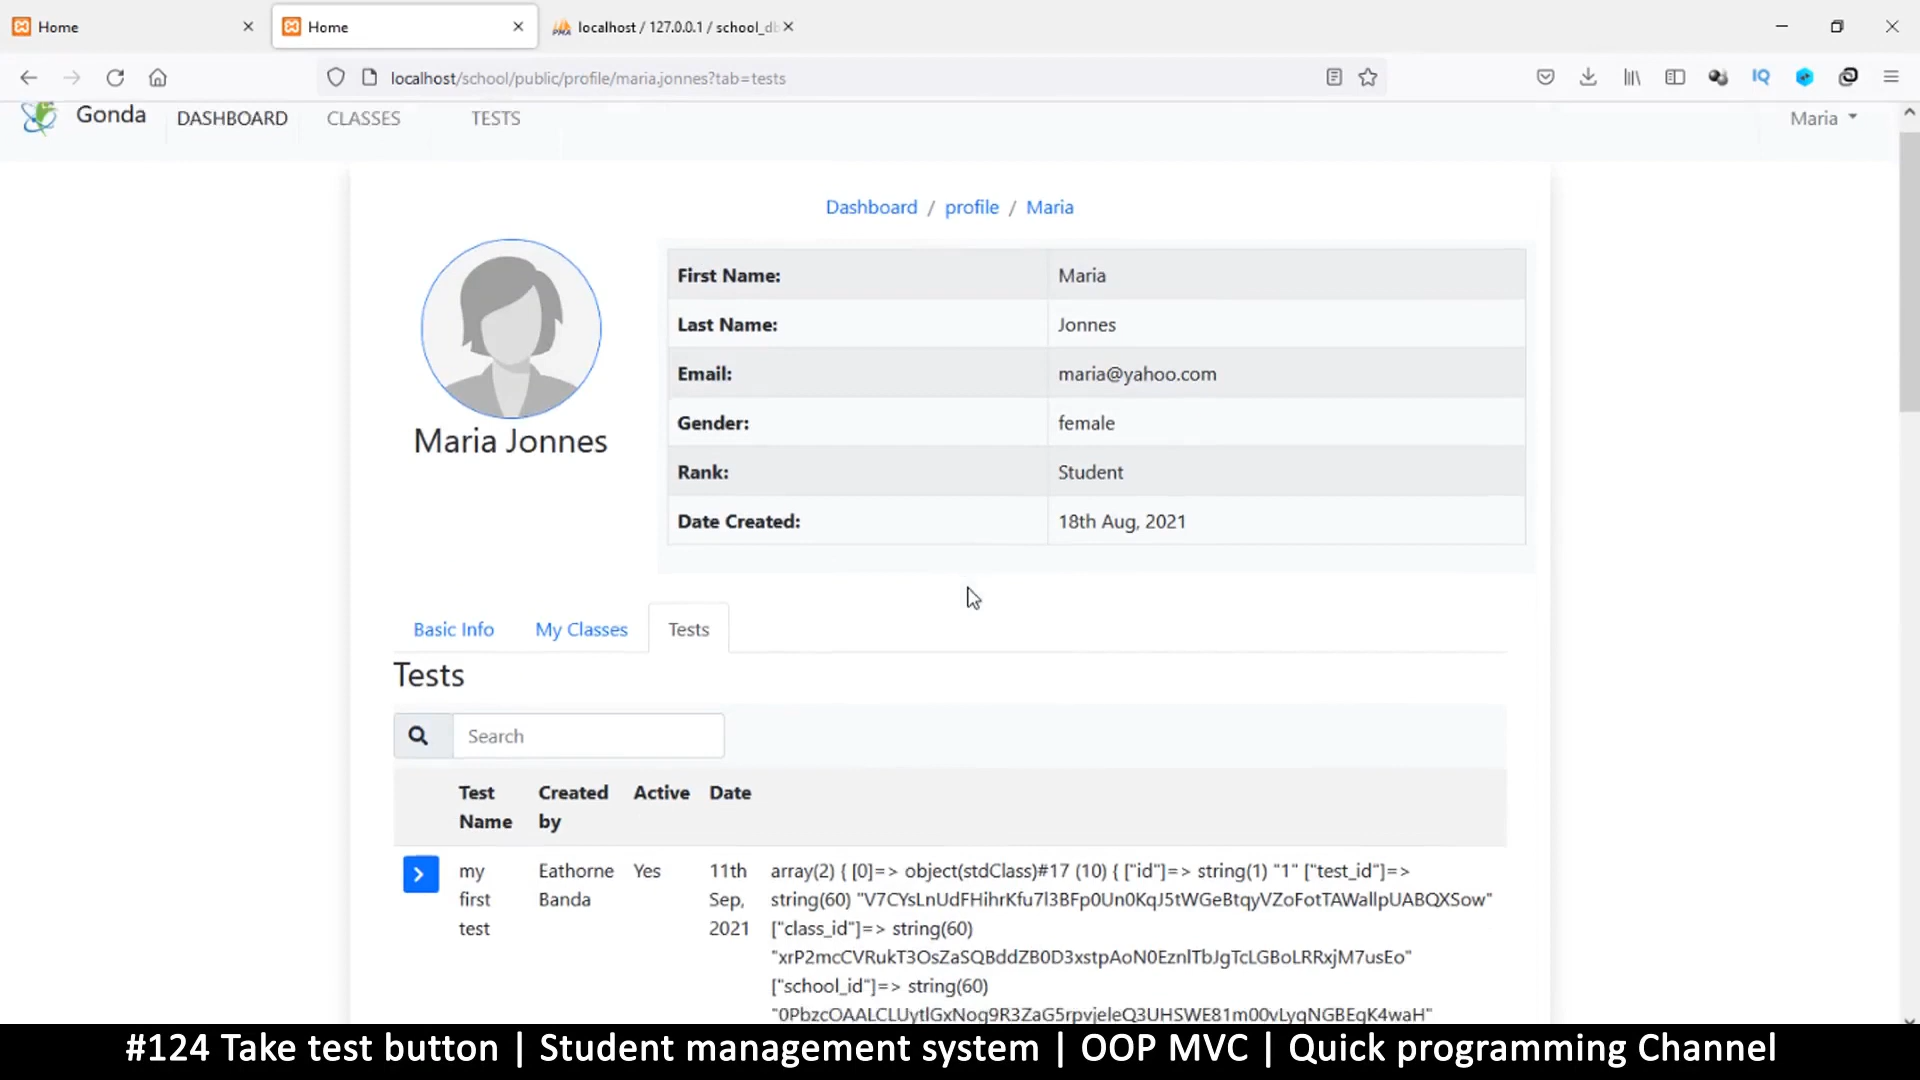 Home
Home
localhost / 127.0.0.1 / school_db
localhost/school/public/profile/maria.jonnes?tab=tests
IQ
Gonda
DASHBOARD
CLASSES
TESTS
Maria
Dashboard / profile / Maria
First Name: Maria
Last Name: Jonnes
Email: maria@yahoo.com
Gender: female
Rank: Student
Date Created: 18th Aug, 2021
Maria Jonnes
Basic Info
My Classes
Tests
Tests
Search
Test Name
Created by
Active
Date
my first test
Eathorne Banda
Yes
11th Sep, 2021
array(2) { [0]=> object(stdClass)#17 (10) { ["id"]=> string(1) "1" ["test_id"]=>
string(60) "V7CYsLnUdFHihrKfu7l3BFp0Un0KqJ5tWGeBtqyVZoFotTAWallpUABQXSow"
["class_id"]=> string(60)
"xrP2mcCVRukT3OsZaSQBddZB0D3xstpAoN0EznlTbJgTcLGBoLRRxjM7usEo"
["school_id"]=> string(60)
"0PbzcOAALCLUytlGxNog9R3ZaG5rpvjeleQ3UHSWE81m00vLyqNGBEqK4waH"
#124 Take test button | Student management system | OOP MVC | Quick programming Channel